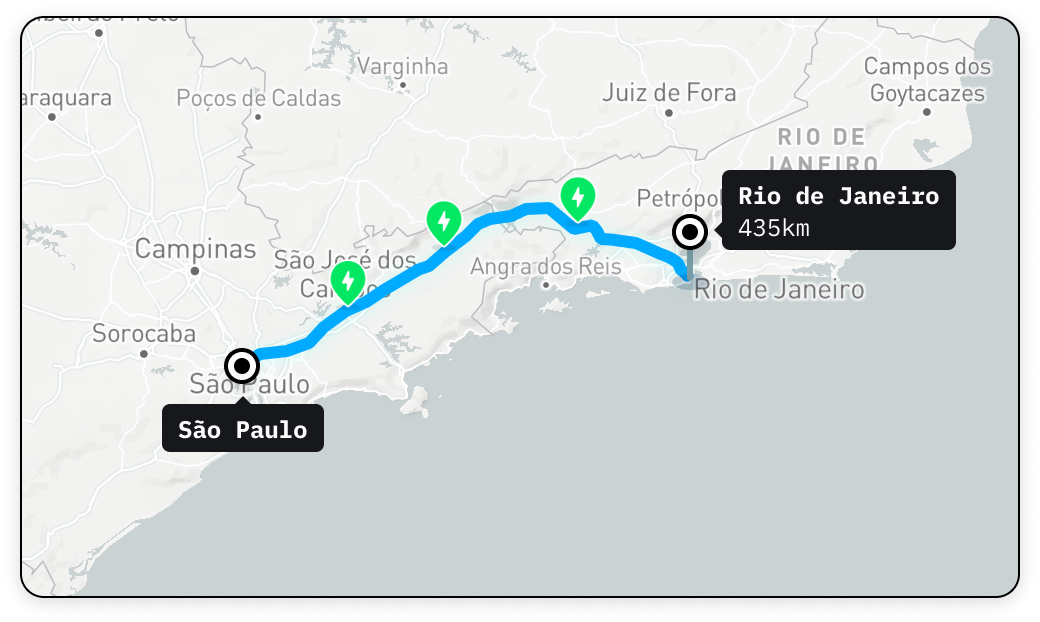 Varginha
Campos dos
Goytacazes
araquara
Poços de Caldas
Juiz de Fora
RIO DE
JANEIRO
Petrópol
Rio de Janeiro
435km
Campinas
São José dos
Angra dos Reis
Rio de Janeiro
Sorocaba
São Paulo
São Paulo